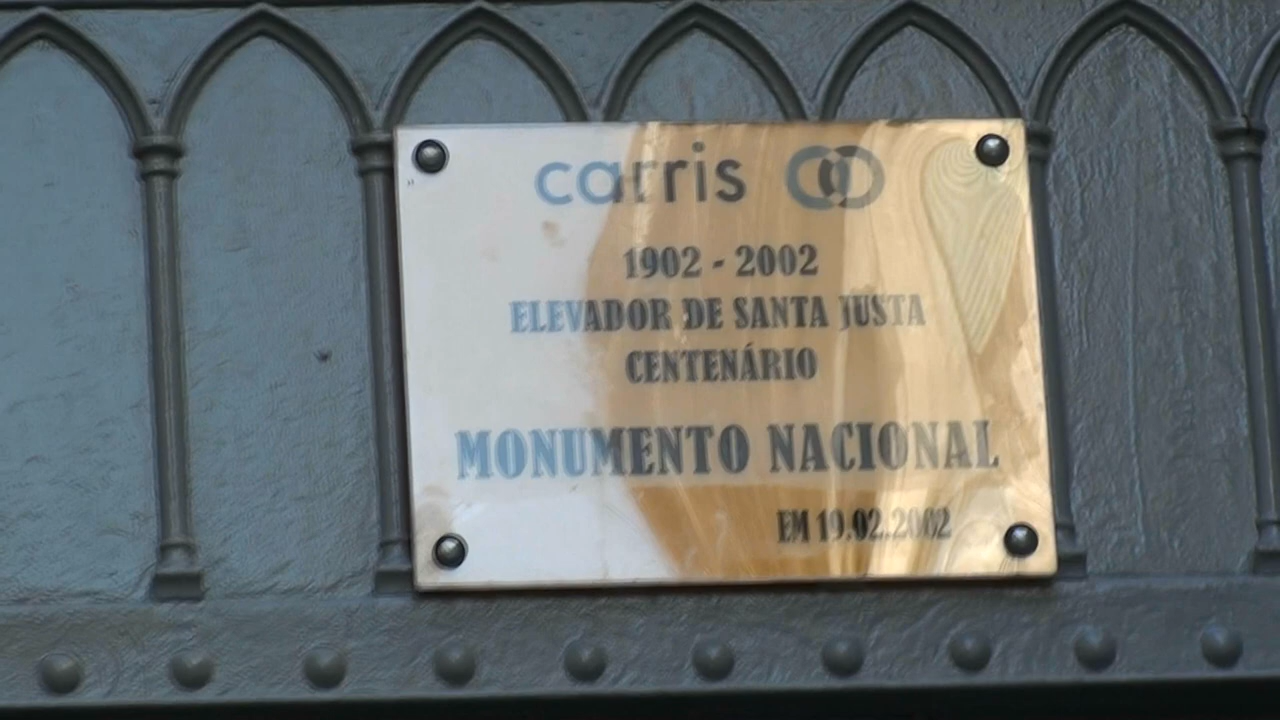 carris
1902 - 2002
ELEVADOR DE SANTA JUSTA
CENTENÁRIO
MONUMENTO NACIONAL
EM 19.02.2002